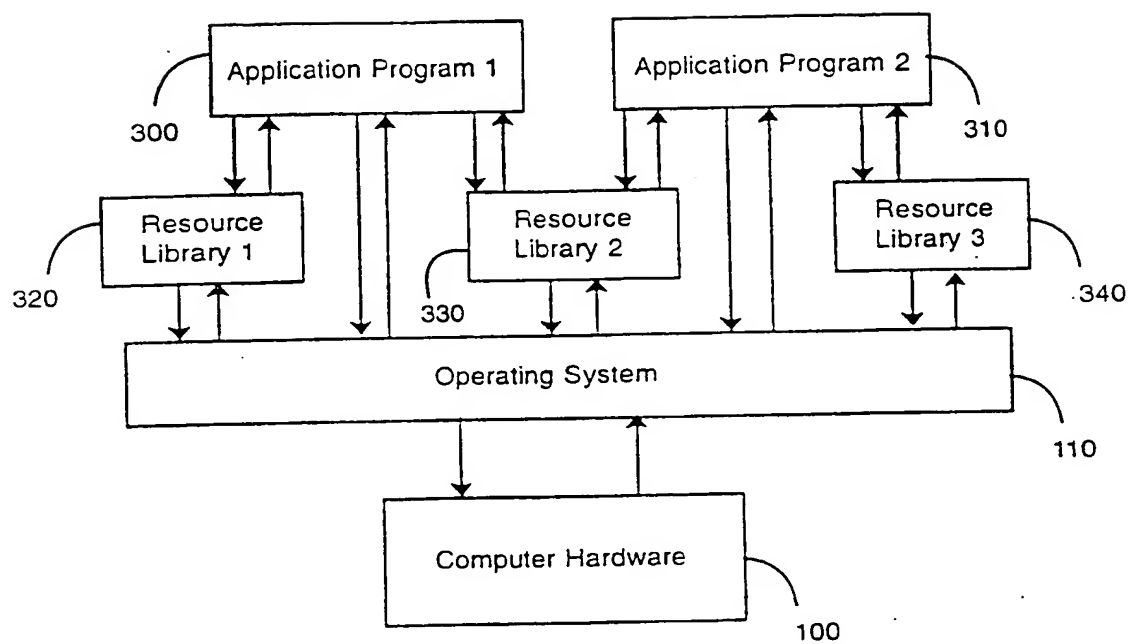 Application Program 1
Application Program 2
300
310
Resource
Library 1
Resource
Library 2
Resource
Library 3
320
330
340
Operating System
110
Computer Hardware
100